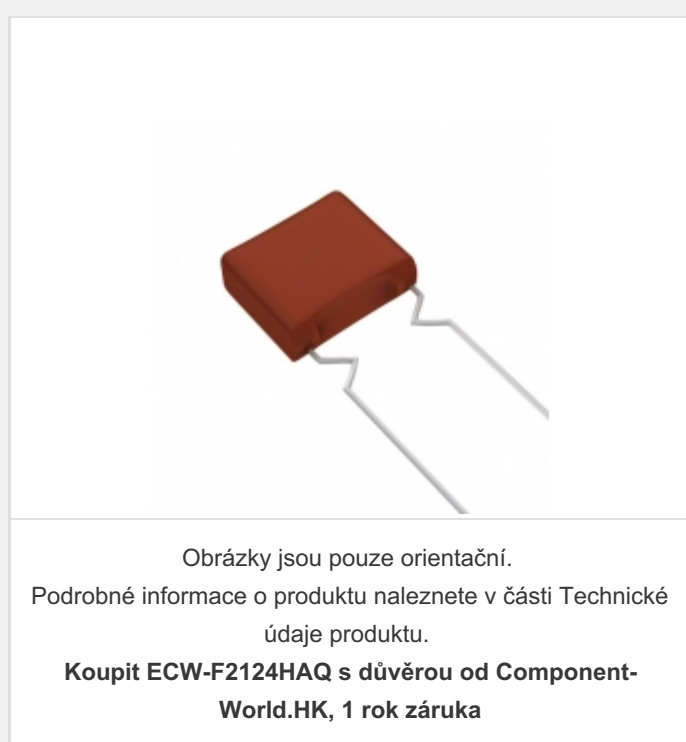 Obrázky jsou pouze orientační.
Podrobné informace o produktu naleznete v části Technické
údaje produktu.
Koupit ECW-F2124HAQ s důvěrou od Component-
World.HK, 1 rok záruka